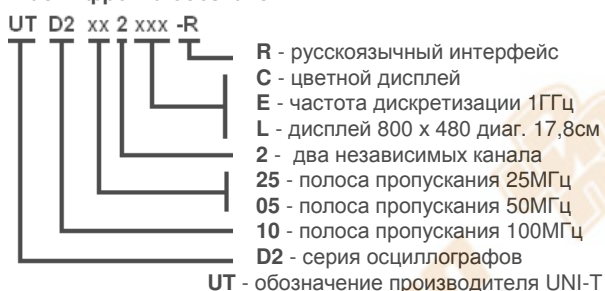 UT D2 xx 2 xxx -R
R - русскоязычный интерфейс
C - цветной дисплей
E - частота дискретизации 1ГГц
L - дисплей 800 x 480 диаг. 17,8см
2 - два независимых канала
25 - полоса пропускания 25МГц
05 - полоса пропускания 50МГц
10 - полоса пропускания 100МГц
D2 - серия осциллографов
UT - обозначение производителя UNI-T